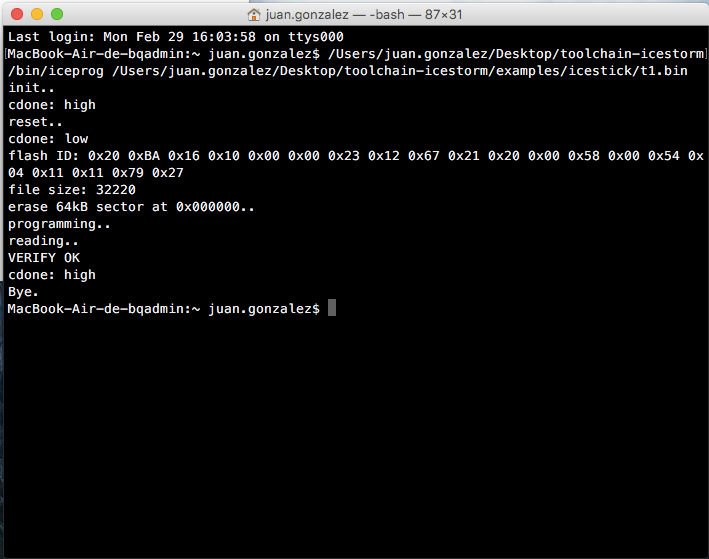 juan.gonzalez — -bash — 87×31
Last login: Mon Feb 29 16:03:58 on ttys000
[MacBook-Air-de-bqadmin:~ juan.gonzalez$ /Users/juan.gonzalez/Desktop/toolchain-icestorm]
/bin/iceprog /Users/juan.gonzalez/Desktop/toolchain-icestorm/examples/icestick/t1.bin
init..
cdone: high
reset..
cdone: low
flash ID: 0x20 0xBA 0x16 0x10 0x00 0x00 0x23 0x12 0x67 0x21 0x20 0x00 0x58 0x00 0x54 0x
04 0x11 0x11 0x79 0x27
file size: 32220
erase 64kB sector at 0x000000..
programming..
reading..
VERIFY OK
cdone: high
Bye.
MacBook-Air-de-bqadmin:~ juan.gonzalez$